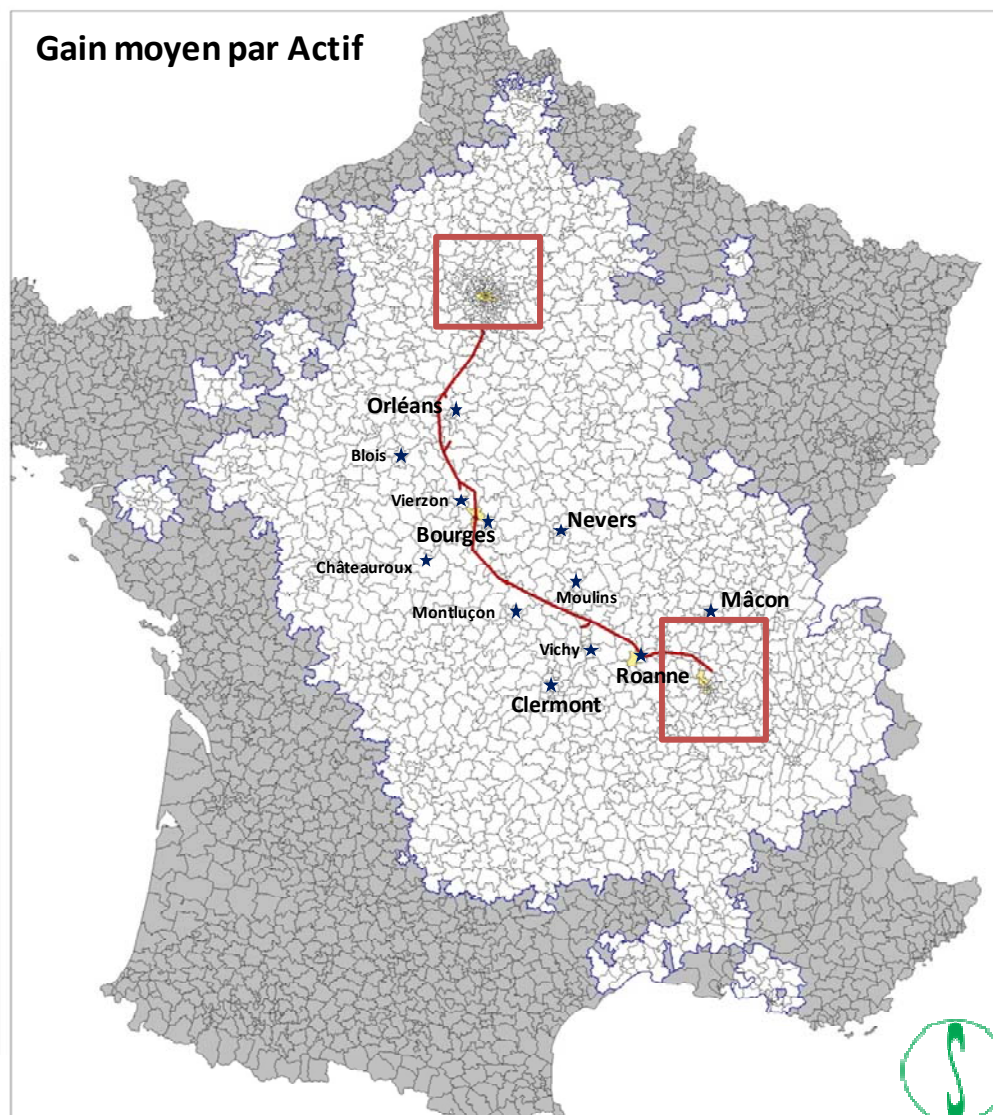 Gain moyen par Actif
Orléans
Blois
Vierzon
Bourges
Nevers
Châteauroux
Moulins
Mâcon
Montluçon
Vichy
Roanne
Clermont
S